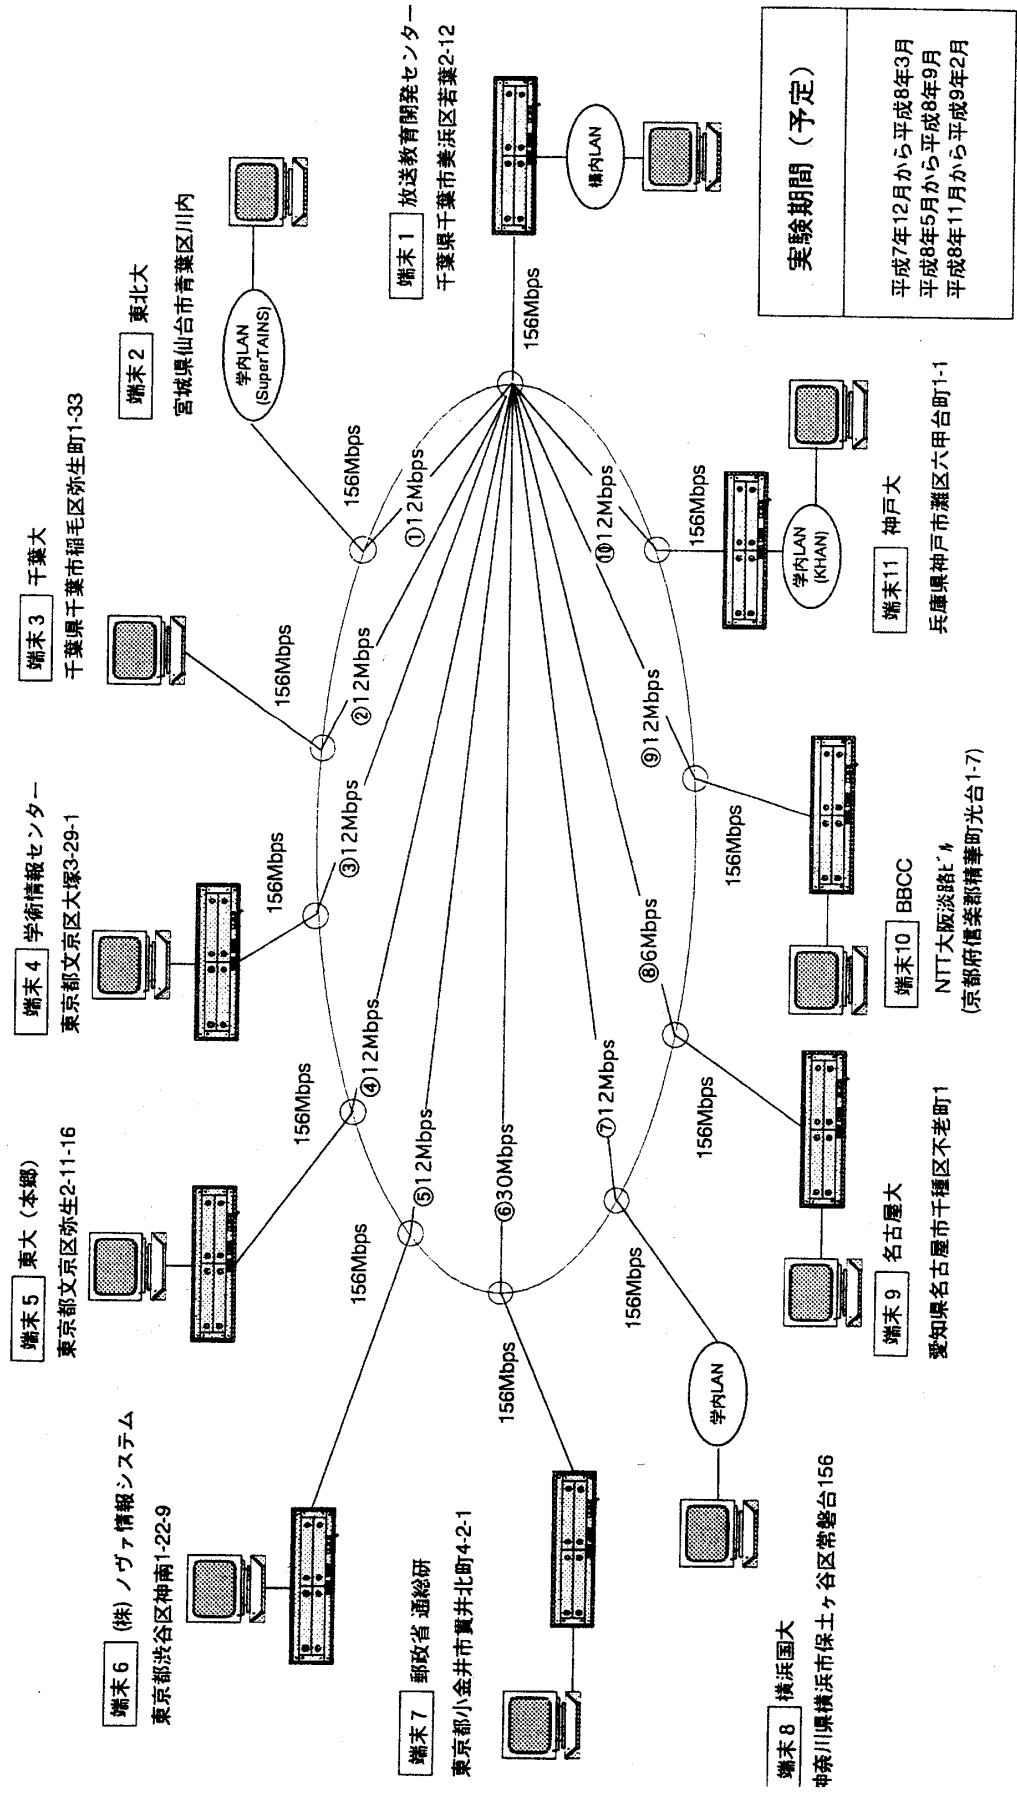 端末1 放送教育開発センター
千葉県千葉市美浜区若葉2-12
構内LAN
156Mbps
端末2 東北大
宮城県仙台市青葉区川内
学内LAN
(SuperTAINS)
156Mbps
①12Mbps
端末3 千葉大
千葉県千葉市稲毛区弥生町1-33
156Mbps
②12Mbps
端末4 学術情報センター
東京都文京区大塚3-29-1
156Mbps
③12Mbps
端末5 東大（本郷）
東京都文京区弥生2-11-16
156Mbps
④12Mbps
端末6 (株) ノヴァ情報システム
東京都渋谷区神南1-22-9
156Mbps
⑤12Mbps
端末7 郵政省 通総研
東京都小金井市貫井北町4-2-1
156Mbps
⑥30Mbps
端末8 横浜国大
神奈川県横浜市保土ヶ谷区常盤台156
学内LAN
156Mbps
⑦12Mbps
端末9 名古屋大
愛知県名古屋市千種区不老町1
156Mbps
⑧6Mbps
端末10 BBCC
NTT大阪淡路ビル
(京都府信楽郡精華町光台1-7)
156Mbps
⑨12Mbps
端末11 神戸大
兵庫県神戸市灘区六甲台町1-1
学内LAN
(KHAN)
156Mbps
⑩12Mbps
実験期間（予定）
平成7年12月から平成8年3月
平成8年5月から平成8年9月
平成8年11月から平成9年2月